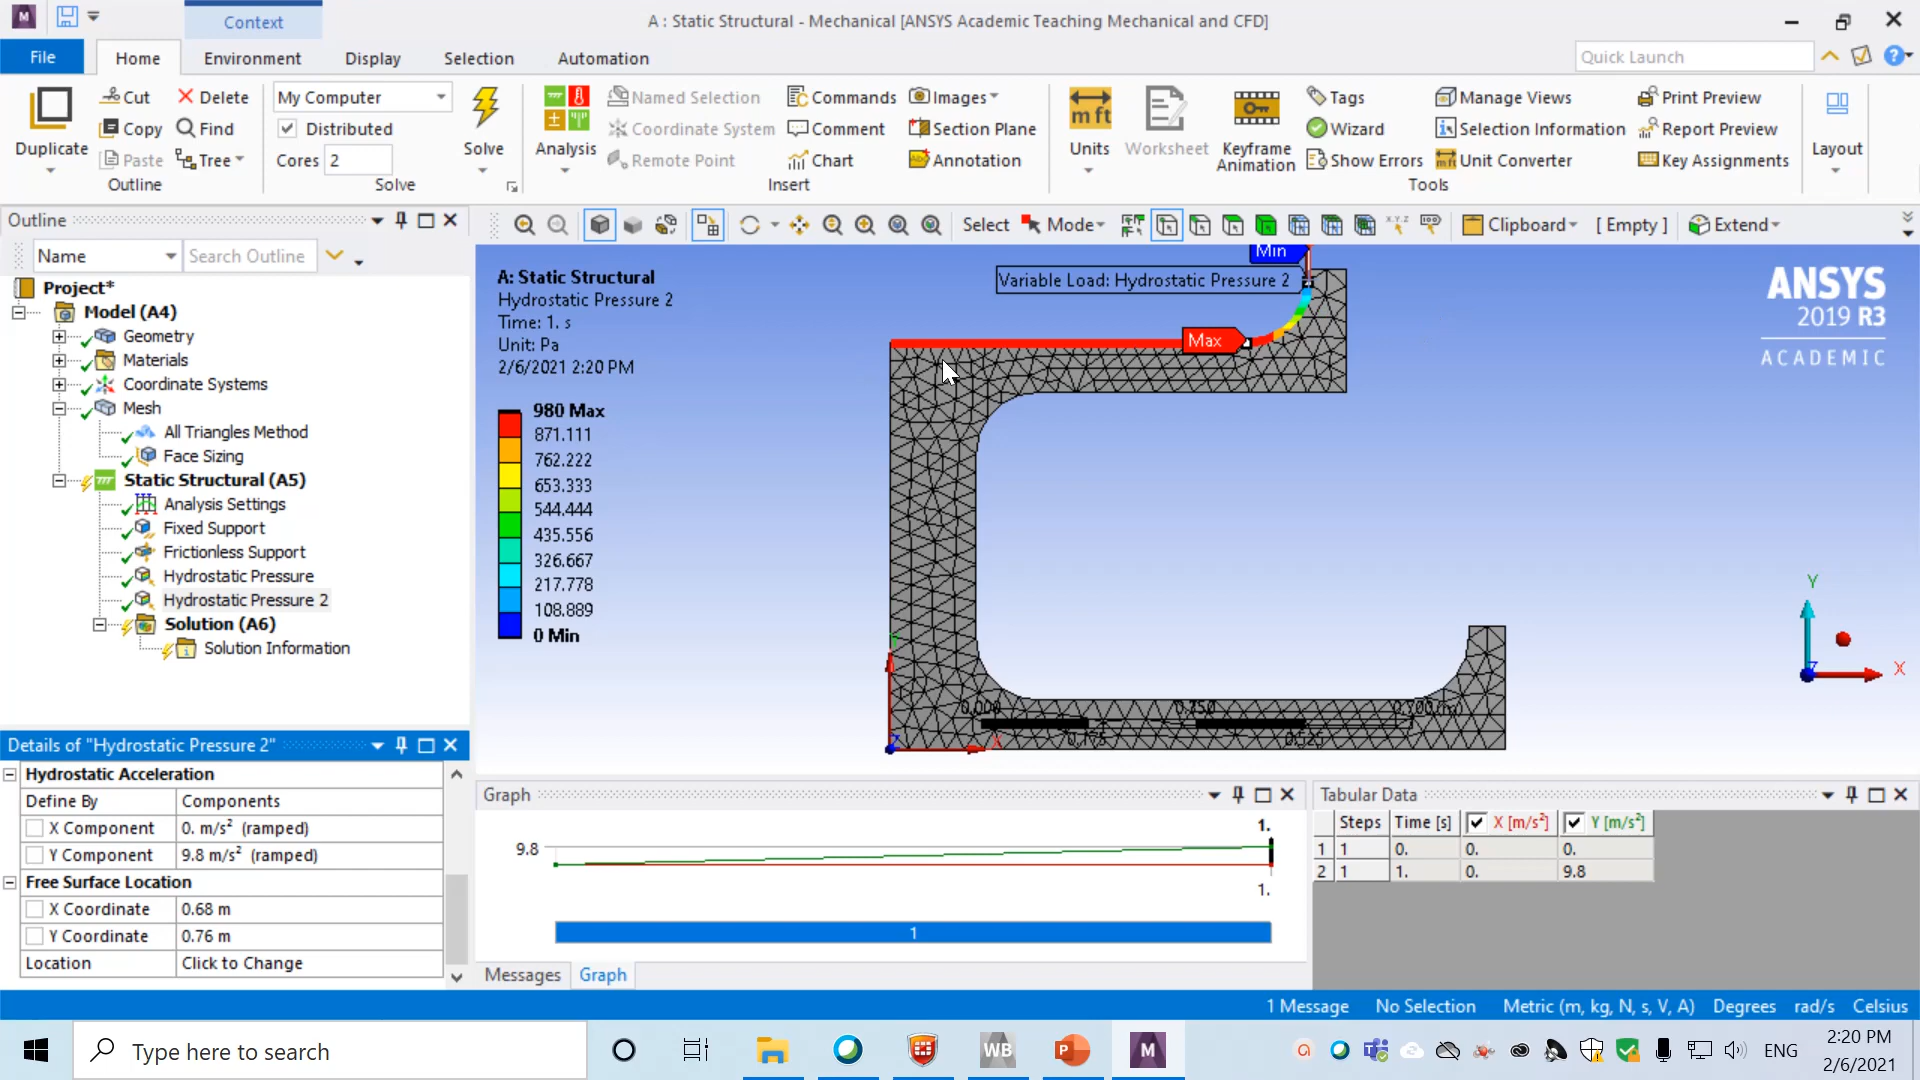 M
Context
A : Static Structural - Mechanical [ANSYS Academic Teaching Mechanical and CFD]
File
Home
Environment
Display
Selection
Automation
Quick Launch
Duplicate
Cut
Delete
Copy
Find
Paste
Tree
Outline
My Computer
Distributed
Cores 2
Solve
Solve
Analysis
Named Selection
Commands
Images
Coordinate System
Comment
Section Plane
Remote Point
Chart
Annotation
Insert
Units
Worksheet
Keyframe
Animation
Tags
Wizard
Show Errors
Manage Views
Selection Information
Unit Converter
Print Preview
Report Preview
Key Assignments
Tools
Layout
Outline
Name
Search Outline
Select
Mode
Clipboard
[ Empty ]
Extend
Project*
Model (A4)
Geometry
Materials
Coordinate Systems
Mesh
All Triangles Method
Face Sizing
Static Structural (A5)
Analysis Settings
Fixed Support
Frictionless Support
Hydrostatic Pressure
Hydrostatic Pressure 2
Solution (A6)
Solution Information
A: Static Structural
Hydrostatic Pressure 2
Time: 1. s
Unit: Pa
2/6/2021 2:20 PM
980 Max
871.111
762.222
653.333
544.444
435.556
326.667
217.778
108.889
0 Min
Min
Variable Load: Hydrostatic Pressure 2
Max
ANSYS
2019 R3
ACADEMIC
0.000
0.350
0.700 (m)
0.175
0.525
X
Y
X
Z
Details of "Hydrostatic Pressure 2"
Hydrostatic Acceleration
Define By
Components
X Component
0. m/s² (ramped)
Y Component
9.8 m/s² (ramped)
Free Surface Location
X Coordinate
0.68 m
Y Coordinate
0.76 m
Location
Click to Change
Graph
1.
9.8
1.
1
Messages
Graph
Tabular Data
Steps
Time [s]
X [m/s²]
Y [m/s²]
1 1 0. 0. 0.
2 1 1. 0. 9.8
1 Message
No Selection
Metric (m, kg, N, s, V, A)
Degrees
rad/s
Celsius
Type here to search
WB
P
M
ENG
2:20 PM
2/6/2021